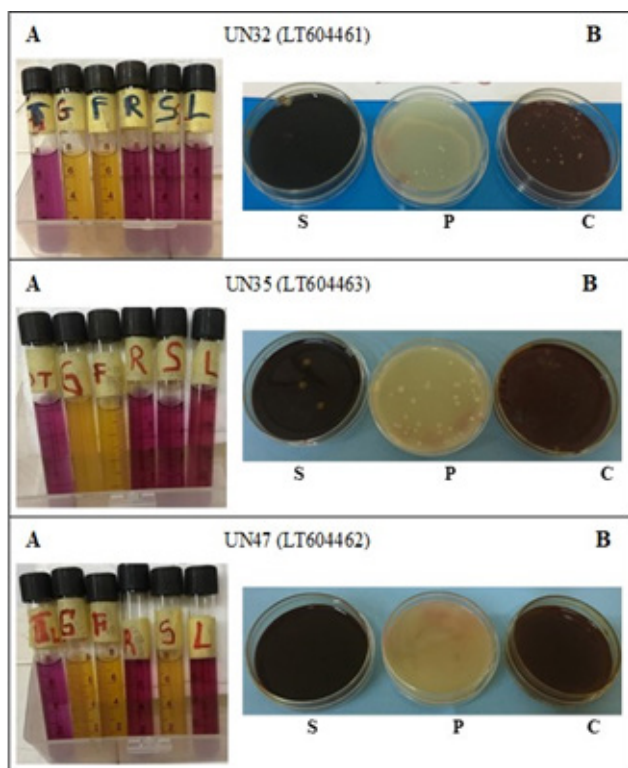 A UN32 (LT604461) B
T G F R S L
S P C
A UN35 (LT604463) B
T G F R S L
S P C
A UN47 (LT604462) B
T G F R S L
S P C